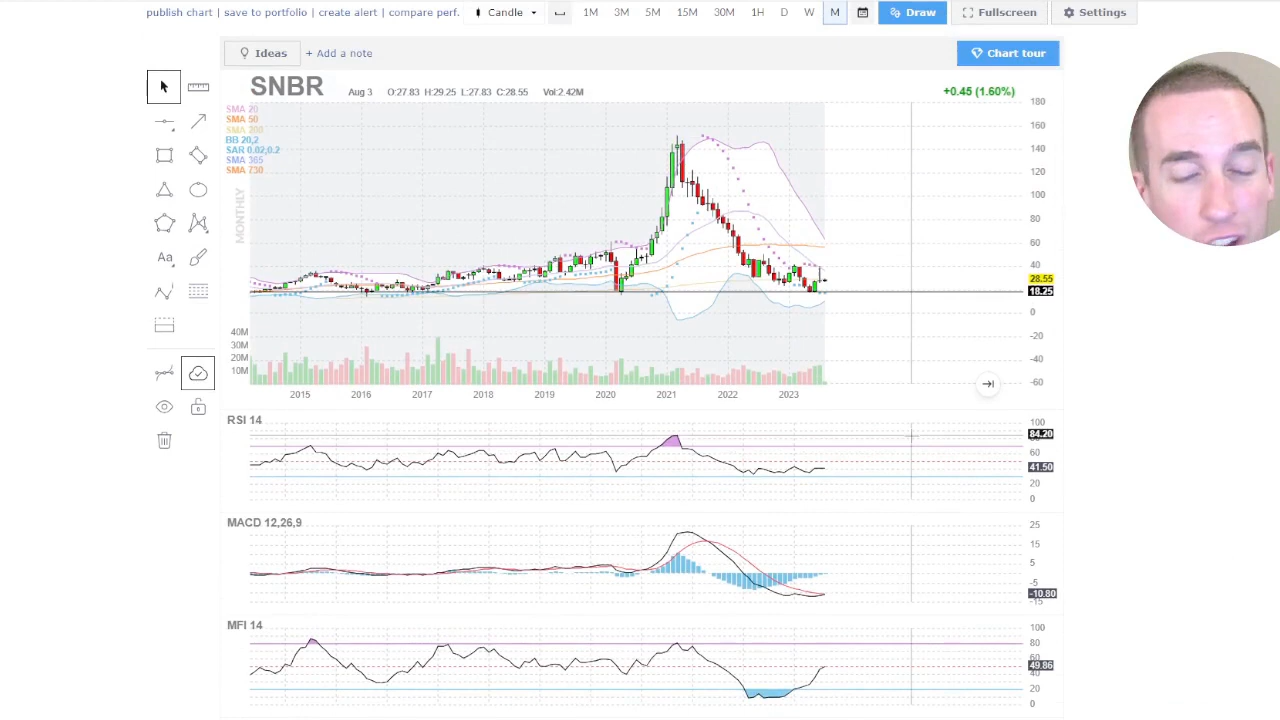 publish chart | save to portfolio | create alert | compare perf. Candle 1M 3M 5M 15M 30M 1H D W M Draw Fullscreen Settings
Ideas + Add a note Chart tour
SNBR Aug 3 O:27.83 H:29.25 L:27.83 C:28.55 Vol:2.42M +0.45 (1.60%)
SMA 20
SMA 50
SMA 200
BB 20,2
SAR 0.02,0.2
SMA 365
SMA 730
MONTHLY
180
160
140
120
100
80
60
40
28.55
18.25
0
-20
-40
-60
40M
30M
20M
10M
Aa
2015 2016 2017 2018 2019 2020 2021 2022 2023
RSI 14
100
84.20
60
41.50
20
0
MACD 12,26,9
25
15
5
-5
-10.80
-15
MFI 14
100
80
60
49.86
40
20
0